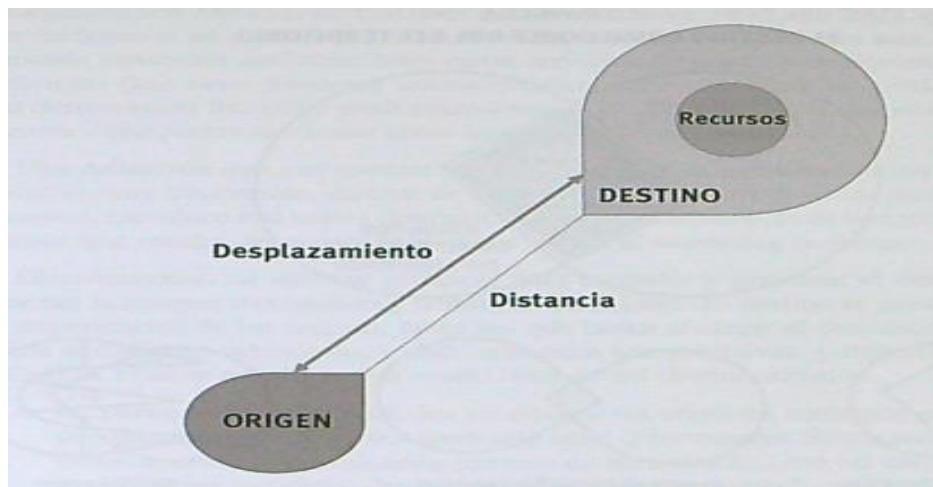 Recursos
DESTINO
Desplazamiento
Distancia
ORIGEN